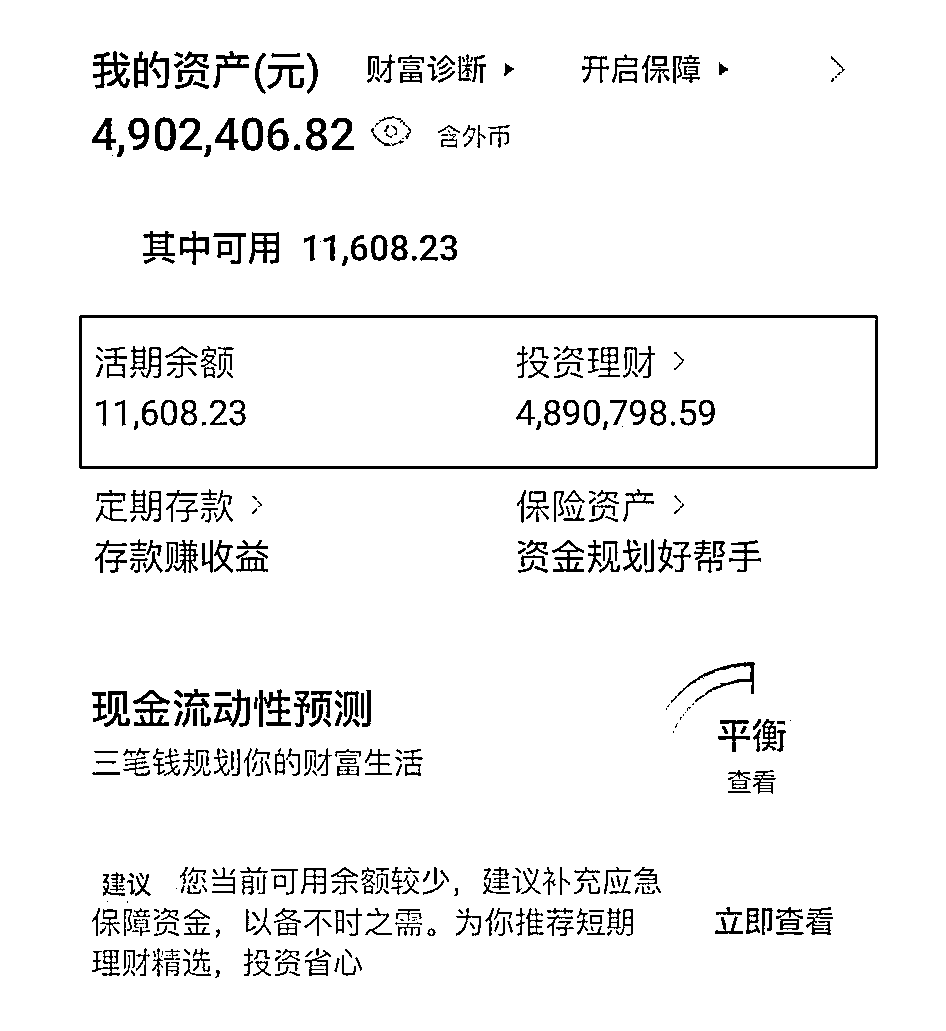 我的资产(元) 财富诊断 开启保障
4,902,406.82 含外币
其中可用 11,608.23
活期余额 投资理财
11,608.23 4,890,798.59
定期存款 保险资产
存款赚收益 资金规划好帮手
现金流动性预测
三笔钱规划你的财富生活
平衡
查看
建议 您当前可用余额较少，建议补充应急
保障资金，以备不时之需。为你推荐短期
理财精选，投资省心
立即查看